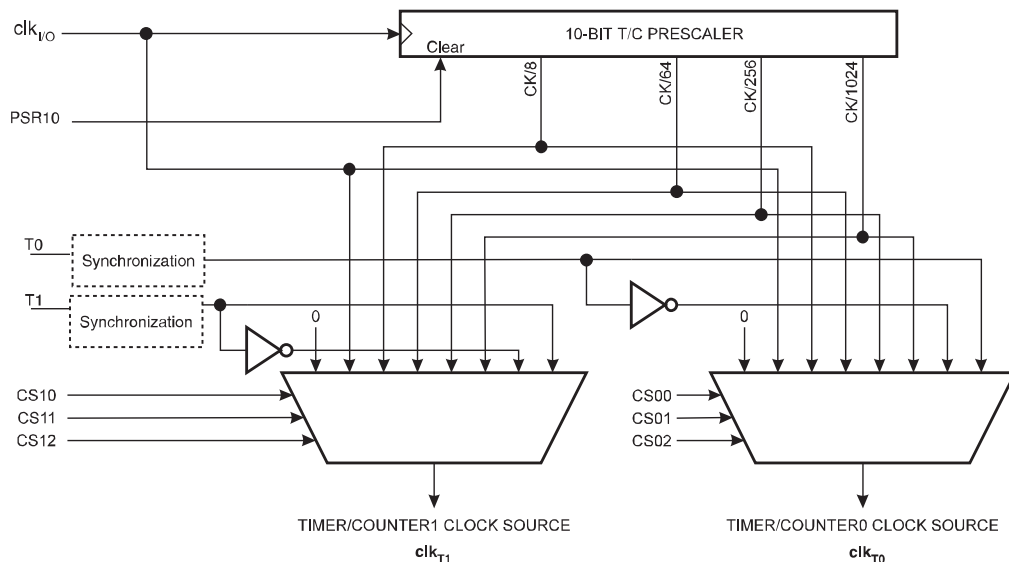 clkI/O
10-BIT T/C PRESCALER
Clear
PSR10
CK/8
CK/64
CK/256
CK/1024
T0
Synchronization
T1
Synchronization
0
0
CS10
CS11
CS12
CS00
CS01
CS02
TIMER/COUNTER1 CLOCK SOURCE
clkT1
TIMER/COUNTER0 CLOCK SOURCE
clkT0